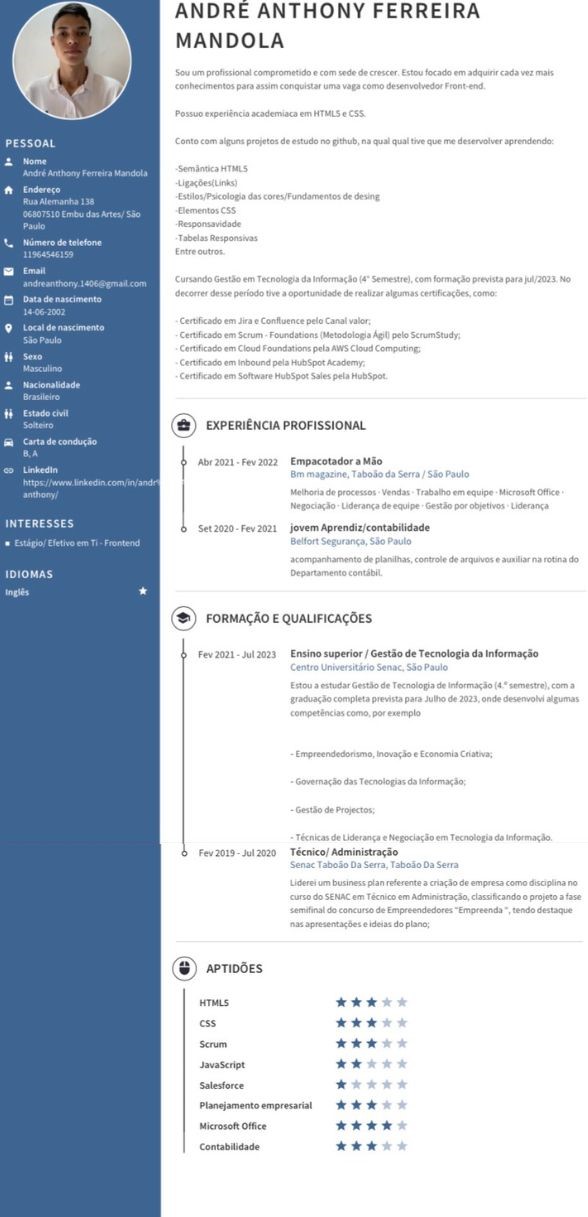 ANDRÉ ANTHONY FERREIRA
MANDOLA
Sou um profissional comprometido e com sede de crescer. Estou focado em adquirir cada vez mais
conhecimentos para assim conquistar uma vaga como desenvolvedor Front-end.
Possuo experiência academiaca em HTML5 e CSS.
Conto com alguns projetos de estudo no github, na qual qual tive que me desenvolver aprendendo:
-Semântica HTML5
-Ligações(Links)
-Estilos/Psicologia das cores/Fundamentos de desing
-Elementos CSS
-Responsavidade
-Tabelas Responsivas
Entre outros.
Cursando Gestão em Tecnologia da Informação (4° Semestre), com formação prevista para jul/2023. No
decorrer desse período tive a oportunidade de realizar algumas certificações, como:
- Certificado em Jira e Confluence pelo Canal valor;
- Certificado em Scrum - Foundations (Metodologia Ágil) pelo ScrumStudy;
- Certificado em Cloud Foundations pela AWS Cloud Computing;
- Certificado em Inbound pela HubSpot Academy;
- Certificado em Software HubSpot Sales pela HubSpot.
PESSOAL
Nome
André Anthony Ferreira Mandola
Endereço
Rua Alemanha 138
06807510 Embu das Artes/ São
Paulo
Número de telefone
11964546159
Email
andreanthony.1406@gmail.com
Data de nascimento
14-06-2002
Local de nascimento
São Paulo
Sexo
Masculino
Nacionalidade
Brasileiro
Estado civil
Solteiro
Carta de condução
B, A
LinkedIn
https://www.linkedin.com/in/andr%
anthony/
INTERESSES
Estágio/ Efetivo em Ti - Frontend
IDIOMAS
Inglês
EXPERIÊNCIA PROFISSIONAL
Abr 2021 - Fev 2022 Empacotador a Mão
Bm magazine, Taboão da Serra / São Paulo
Melhoria de processos · Vendas · Trabalho em equipe · Microsoft Office ·
Negociação · Liderança de equipe · Gestão por objetivos · Liderança
Set 2020 - Fev 2021 jovem Aprendiz/contabilidade
Belfort Segurança, São Paulo
acompanhamento de planilhas, controle de arquivos e auxiliar na rotina do
Departamento contábil.
FORMAÇÃO E QUALIFICAÇÕES
Fev 2021 - Jul 2023 Ensino superior / Gestão de Tecnologia da Informação
Centro Universitário Senac, São Paulo
Estou a estudar Gestão de Tecnologia de Informação (4.º semestre), com a
graduação completa prevista para Julho de 2023, onde desenvolvi algumas
competências como, por exemplo
- Empreendedorismo, Inovação e Economia Criativa;
- Governação das Tecnologias da Informação;
- Gestão de Projectos;
- Técnicas de Liderança e Negociação em Tecnologia da Informação.
Fev 2019 - Jul 2020 Técnico/ Administração
Senac Taboão Da Serra, Taboão Da Serra
Liderei um business plan referente a criação de empresa como disciplina no
curso do SENAC em Técnico em Administração, classificando o projeto a fase
semifinal do concurso de Empreendedores "Empreenda ", tendo destaque
nas apresentações e ideias do plano;
APTIDÕES
HTML5
CSS
Scrum
JavaScript
Salesforce
Planejamento empresarial
Microsoft Office
Contabilidade